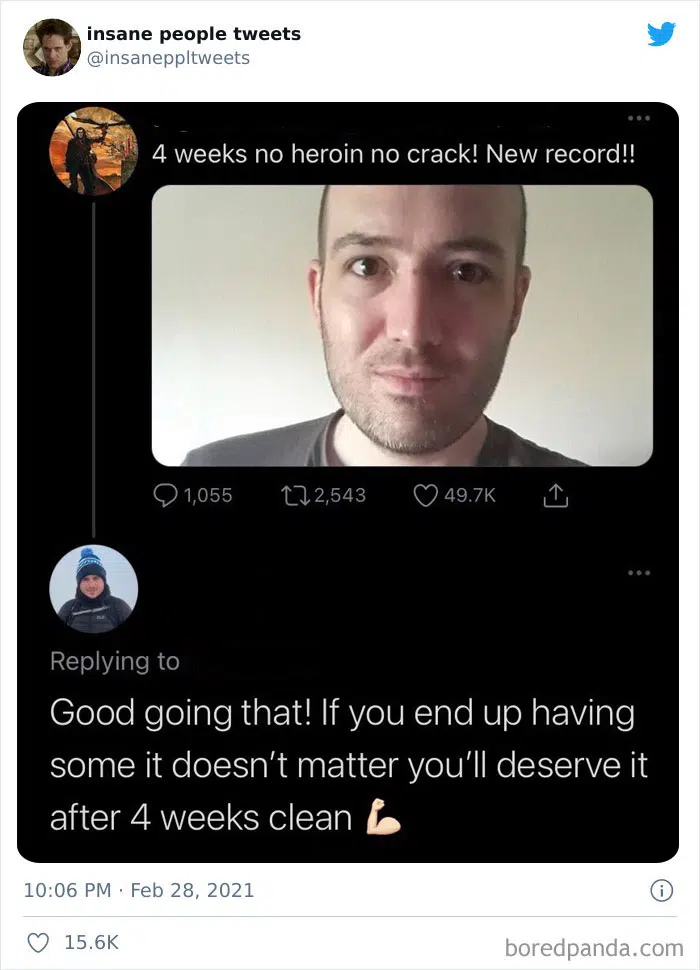 insane people tweets
@insaneppltweets
4 weeks no heroin no crack! New record!!
1,055 2,543 49.7K
Replying to
Good going that! If you end up having
some it doesn’t matter you’ll deserve it
after 4 weeks clean 💪🏻
10:06 PM · Feb 28, 2021
15.6K
boredpanda.com